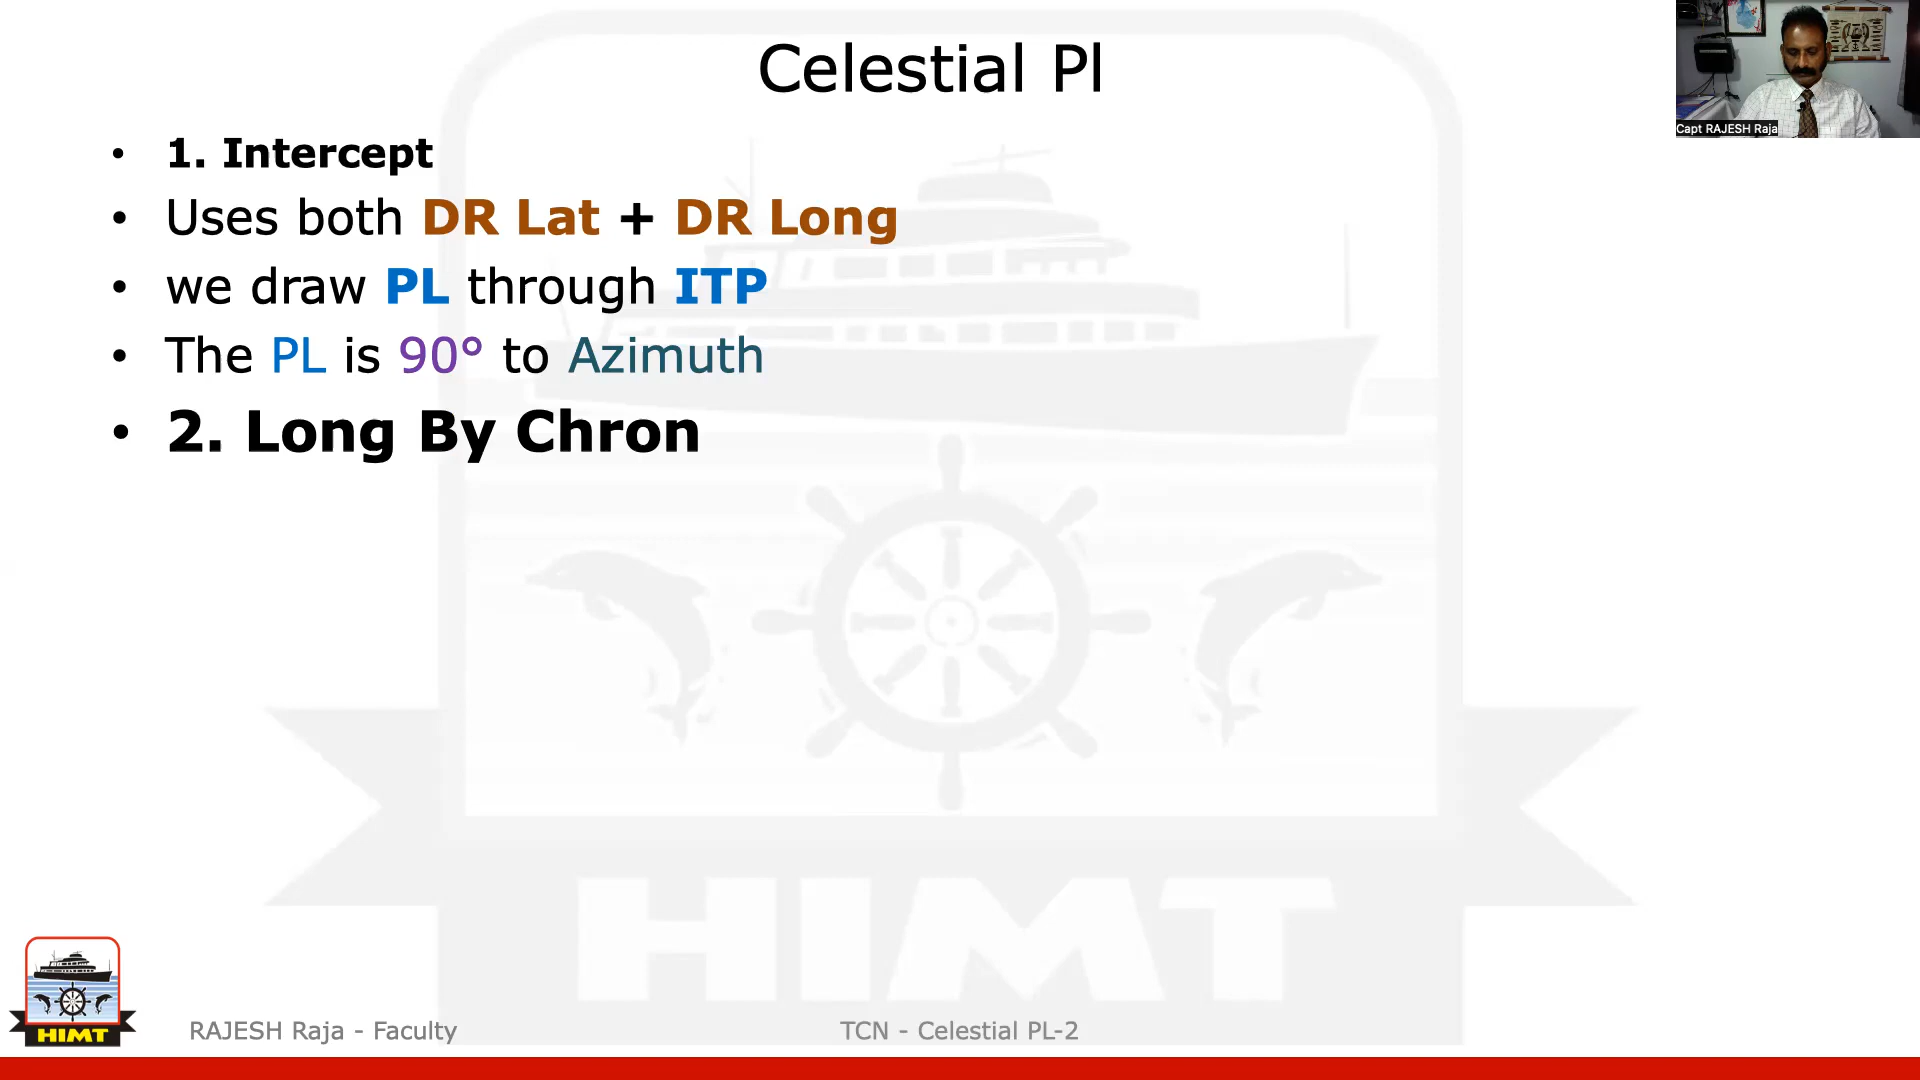 Celestial Pl
Capt RAJESH Raja
• 1. Intercept
• Uses both DR Lat + DR Long
• we draw PL through ITP
• The PL is 90° to Azimuth
• 2. Long By Chron
HIMT
HIMT
RAJESH Raja - Faculty
TCN - Celestial PL-2